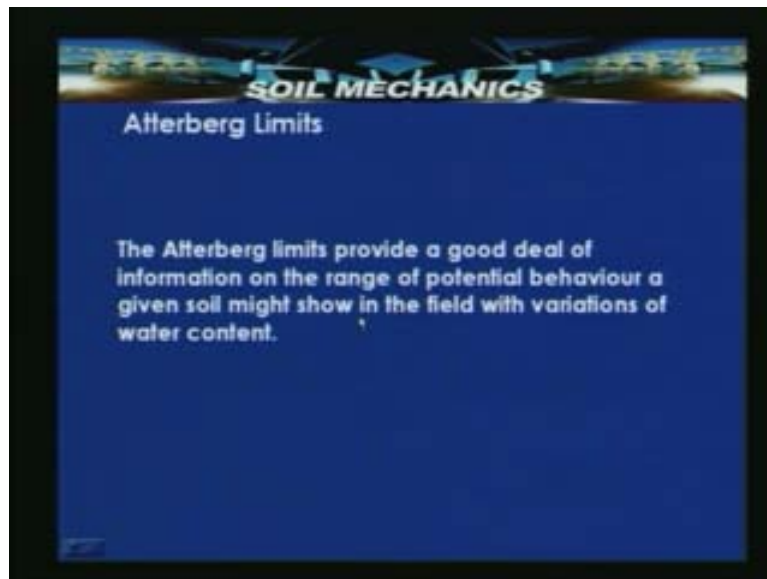 SOIL MECHANICS
Atterberg Limits
The Atterberg limits provide a good deal of
information on the range of potential behaviour a
given soil might show in the field with variations of
water content.